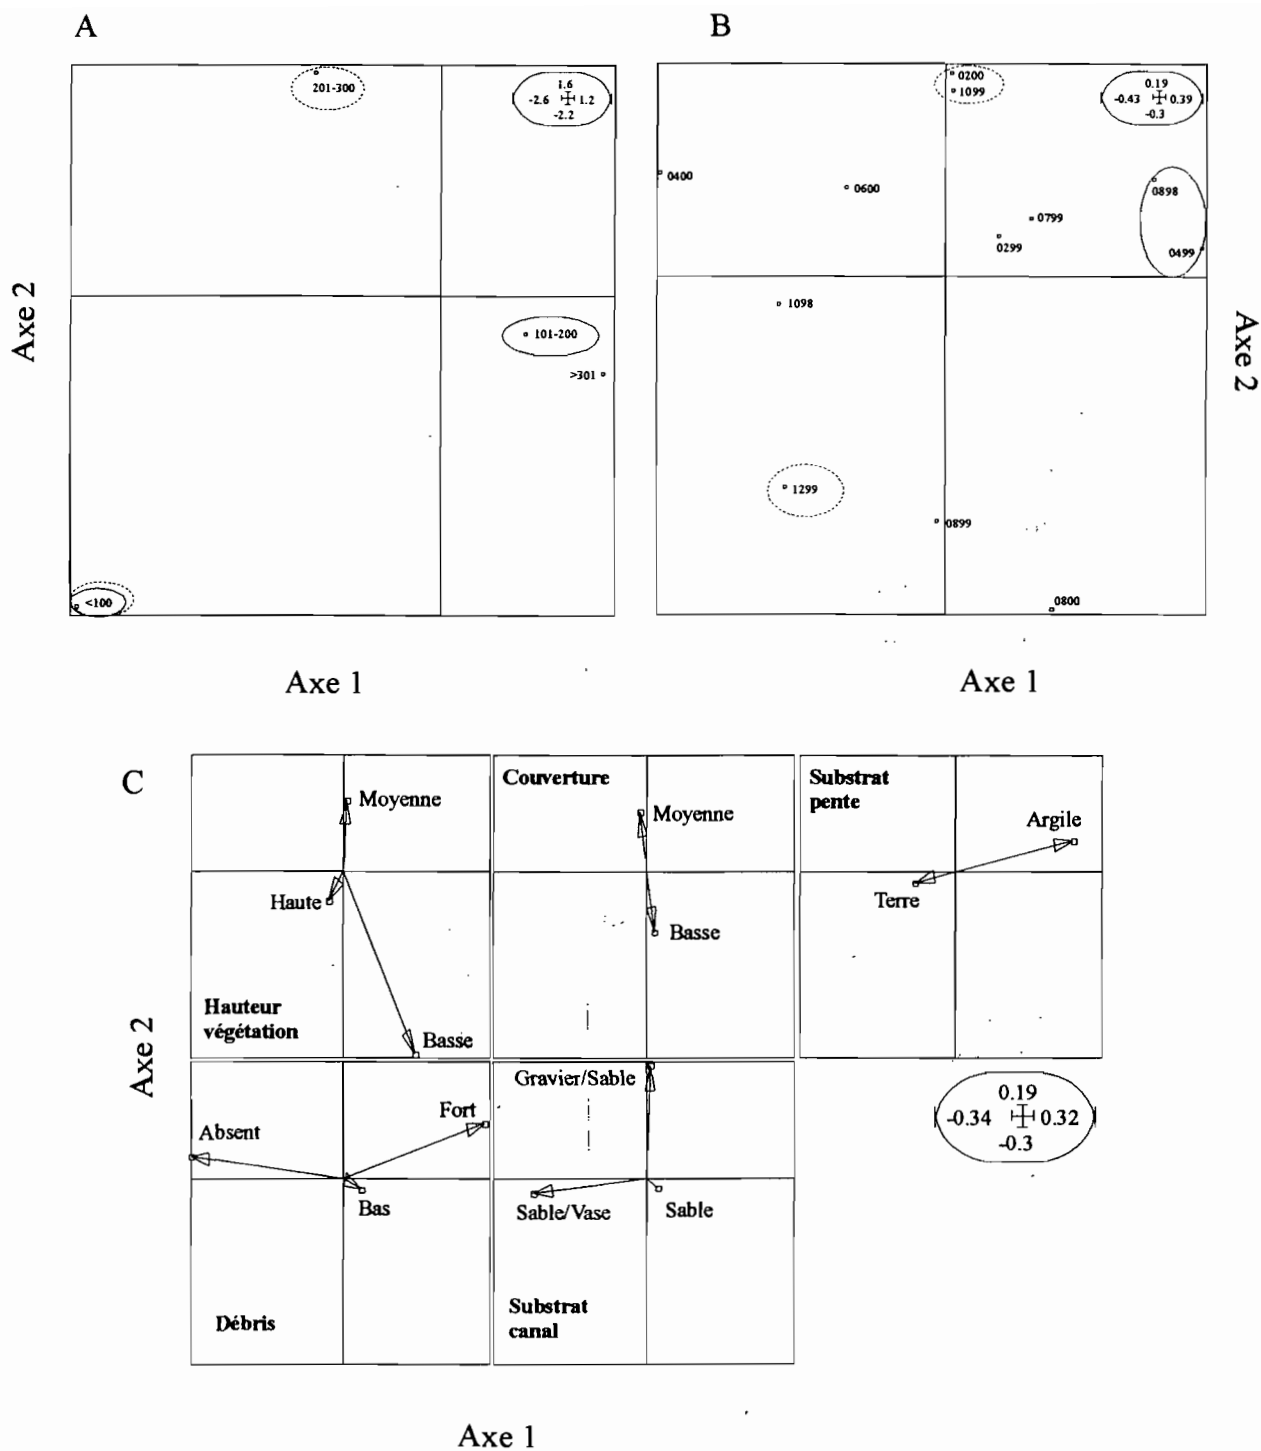 A
B
201-300
1.6
-2.6
1.2
-2.2
101-200
>301
<100
Axe 2
Axe 1
0200
1099
0.19
-0.43
0.39
-0.3
0400
0600
0898
0799
0299
0499
1098
1299
0899
0800
Axe 2
Axe 1
C
Moyenne
Haute
Hauteur
végétation
Basse
Couverture
Moyenne
Basse
Substrat
pente
Argile
Terre
Axe 2
Absent
Fort
Bas
Débris
Gravier/Sable
Sable/Vase
Sable
Substrat
canal
0.19
-0.34
0.32
-0.3
Axe 1